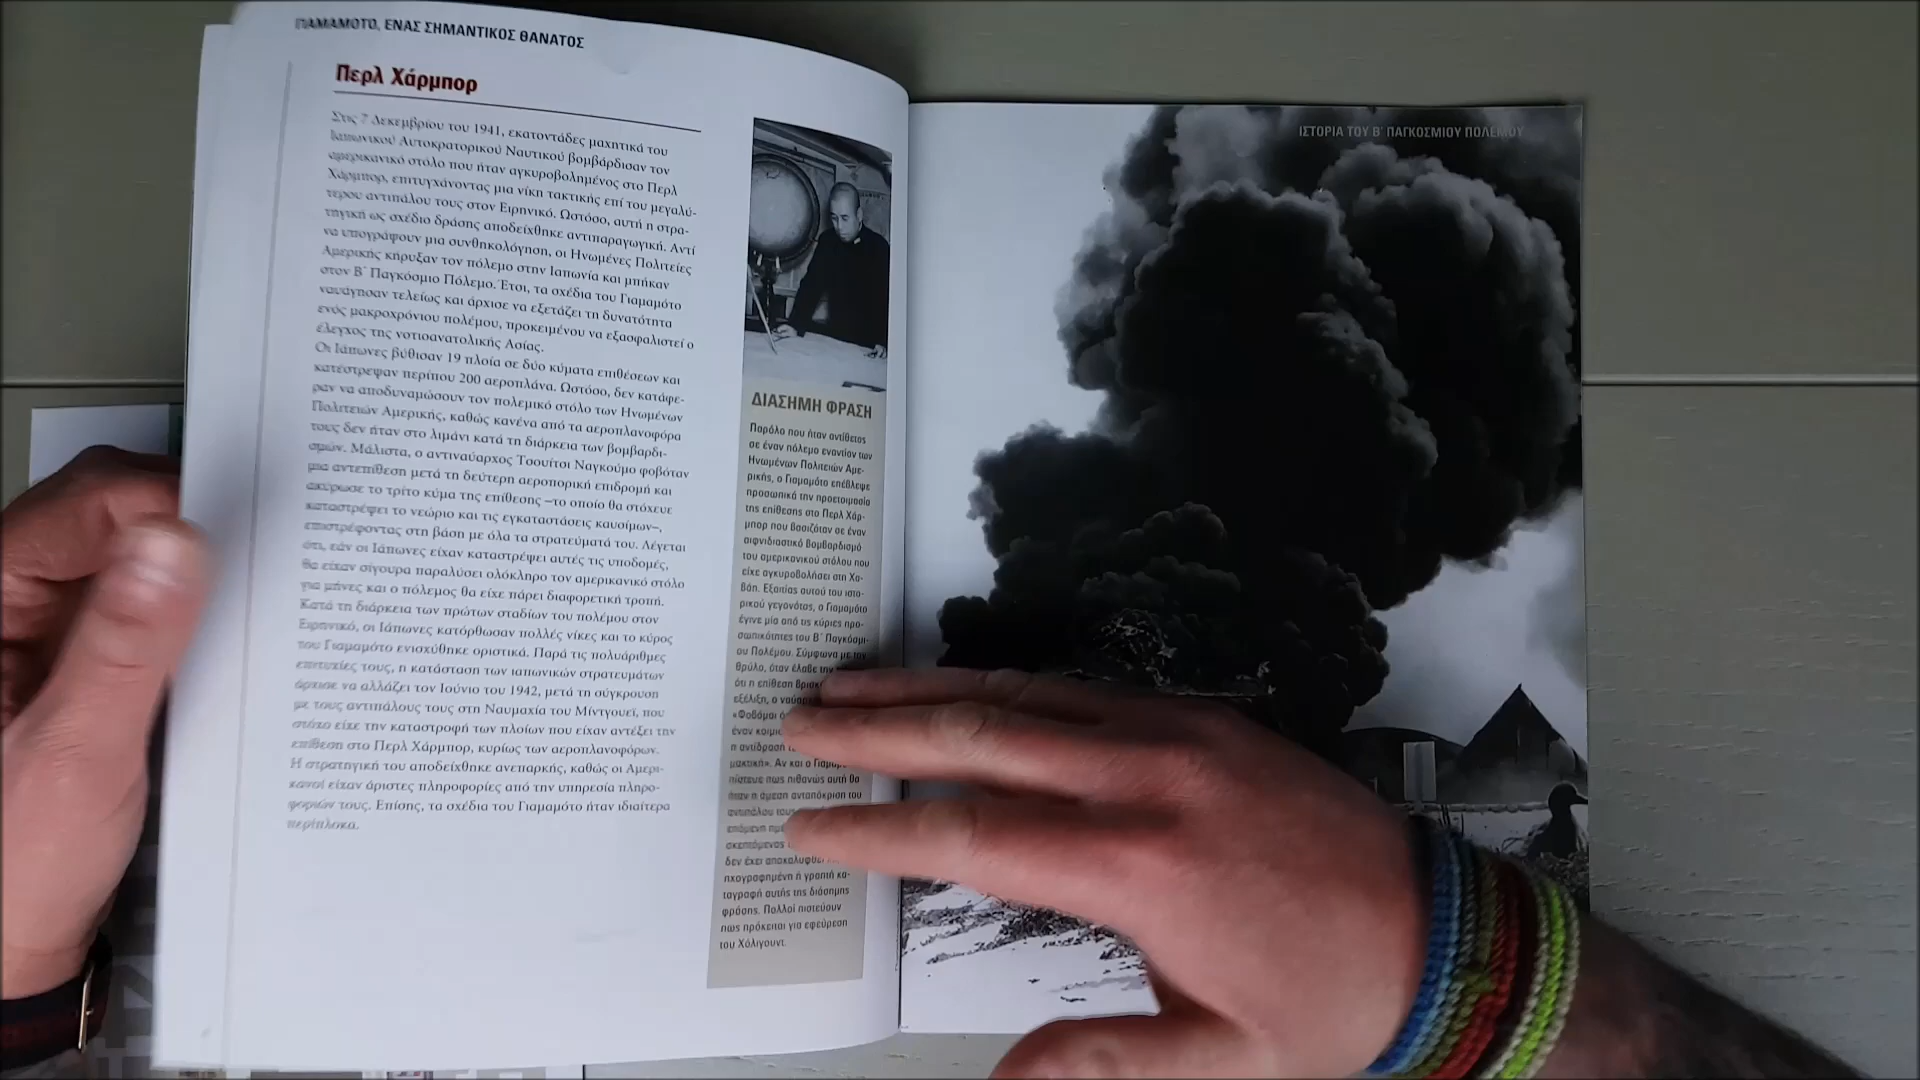 ΓΙΑΜΑΜΟΤΟ, ΕΝΑΣ ΣΗΜΑΝΤΙΚΟΣ ΘΑΝΑΤΟΣ
Περλ Χάρμπορ
Στις 7 Δεκεμβρίου του 1941, εκατοντάδες μαχητικά του
Ιαπωνικού Αυτοκρατορικού Ναυτικού βομβάρδισαν τον
αμερικανικό στόλο που ήταν αγκυροβολημένος στο Περλ
Χάρμπορ, επιτυγχάνοντας μια νίκη τακτικής επί του μεγαλύ-
τερου αντιπάλου τους στον Ειρηνικό. Ωστόσο, αυτή η στρα-
τηγική ως σχέδιο δράσης αποδείχθηκε αντιπαραγωγική. Αντί
να υπογράψουν μια συνθηκολόγηση, οι Ηνωμένες Πολιτείες
Αμερικής κήρυξαν τον πόλεμο στην Ιαπωνία και μπήκαν
στον Β΄ Παγκόσμιο Πόλεμο. Έτσι, τα σχέδια του Γιαμαμότο
ναυάγησαν τελείως και άρχισε να εξετάζει τη δυνατότητα
ενός μακροχρόνιου πολέμου, προκειμένου να εξασφαλιστεί ο
έλεγχος της νοτιοανατολικής Ασίας.
Οι Ιάπωνες βύθισαν 19 πλοία σε δύο κύματα επιθέσεων και
κατέστρεψαν περίπου 200 αεροπλάνα. Ωστόσο, δεν κατάφε-
ραν να αποδυναμώσουν τον πολεμικό στόλο των Ηνωμένων
Πολιτειών Αμερικής, καθώς κανένα από τα αεροπλανοφόρα
τους δεν ήταν στο λιμάνι κατά τη διάρκεια των βομβαρδι-
σμών. Μάλιστα, ο αντιναύαρχος Τσουίτσι Ναγκούμο φοβόταν
μια αντεπίθεση μετά τη δεύτερη αεροπορική επιδρομή και
ακύρωσε το τρίτο κύμα της επίθεσης –το οποίο θα στόχευε
καταστρέψει το νεώριο και τις εγκαταστάσεις καυσίμων–,
επιστρέφοντας στη βάση με όλα τα στρατεύματά του. Λέγεται
ότι, εάν οι Ιάπωνες είχαν καταστρέψει αυτές τις υποδομές,
θα είχαν σίγουρα παραλύσει ολόκληρο τον αμερικανικό στόλο
για μήνες και ο πόλεμος θα είχε πάρει διαφορετική τροπή.
Κατά τη διάρκεια των πρώτων σταδίων του πολέμου στον
Ειρηνικό, οι Ιάπωνες κατόρθωσαν πολλές νίκες και το κύρος
του Γιαμαμότο ενισχύθηκε οριστικά. Παρά τις πολυάριθμες
επιτυχίες τους, η κατάσταση των ιαπωνικών στρατευμάτων
άρχισε να αλλάζει τον Ιούνιο του 1942, μετά τη σύγκρουση
με τους αντιπάλους τους στη Ναυμαχία του Μίντγουεϊ, που
στόχο είχε την καταστροφή των πλοίων που είχαν αντέξει την
επίθεση στο Περλ Χάρμπορ, κυρίως των αεροπλανοφόρων.
Η στρατηγική του αποδείχθηκε ανεπαρκής, καθώς οι Αμερι-
κανοί είχαν άριστες πληροφορίες από την υπηρεσία πληρο-
φοριών τους. Επίσης, τα σχέδια του Γιαμαμότο ήταν ιδιαίτερα
περίπλοκα.
ΔΙΑΣΗΜΗ ΦΡΑΣΗ
Παρόλο που ήταν αντίθετος
σε έναν πόλεμο εναντίον των
Ηνωμένων Πολιτειών Αμε-
ρικής, ο Γιαμαμότο επέβλεψε
προσωπικά την προετοιμασία
της επίθεσης στο Περλ Χάρ-
μπορ που βασιζόταν σε έναν
αιφνιδιαστικό βομβαρδισμό
του αμερικανικού στόλου που
είχε αγκυροβολήσει στη Χα-
βάη. Εξαιτίας αυτού του ιστο-
ρικού γεγονότος, ο Γιαμαμότο
έγινε μία από τις κύριες προ-
σωπικότητες του Β΄ Παγκόσμι-
ου Πολέμου. Σύμφωνα με τον
θρύλο, όταν έλαβε την
ότι η επίθεση
εξέλιξη, ο
«Φοβάμαι
έναν
η αντίδρασή
μακτική». Αν και ο
πίστευε πως πιθανώς αυτή θα
ήταν η άμεση ανταπόκριση του
αντιπάλου τους
επόμενη
σκεπτόμενος
δεν έχει αποκαλυφθεί
ηχογραφημένη ή γραπτή κα-
ταγραφή αυτής της διάσημης
φράσης. Πολλοί πιστεύουν
πως πρόκειται για εφεύρεση
του Χόλιγουντ.
ΙΣΤΟΡΙΑ ΤΟΥ Β΄ ΠΑΓΚΟΣΜΙΟΥ ΠΟΛΕΜΟΥ